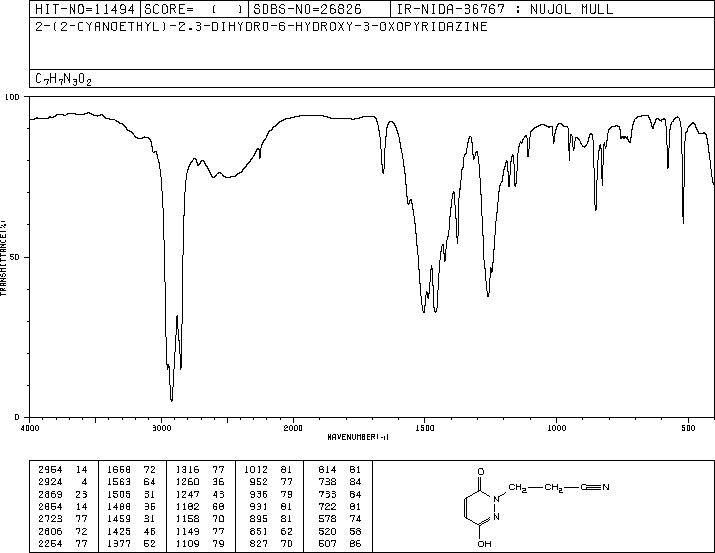 HIT-NO=11494 SCORE= ( ) SDBS-NO=26826 IR-NIDA-36767 : NUJOL MULL
2-(2-CYANOETHYL)-2.3-DIHYDRO-6-HYDROXY-3-OXOPYRIDAZINE
C7H7N3O2
100
TRANSMITTANCE(%)
50
0
4000 3000 2000 1500 1000 500
WAVENUMBER(-1)
2954 14 1658 72 1316 77 1012 81 814 81
2924 4 1563 64 1260 36 952 77 738 84
2869 23 1505 31 1247 43 936 79 733 84
2854 14 1488 36 1182 68 931 81 722 81
2723 77 1459 31 1158 70 895 81 578 74
2606 72 1425 46 1149 77 851 62 520 58
2254 77 1377 52 1109 79 827 70 507 86
O
N CH2 CH2 C N
N
OH